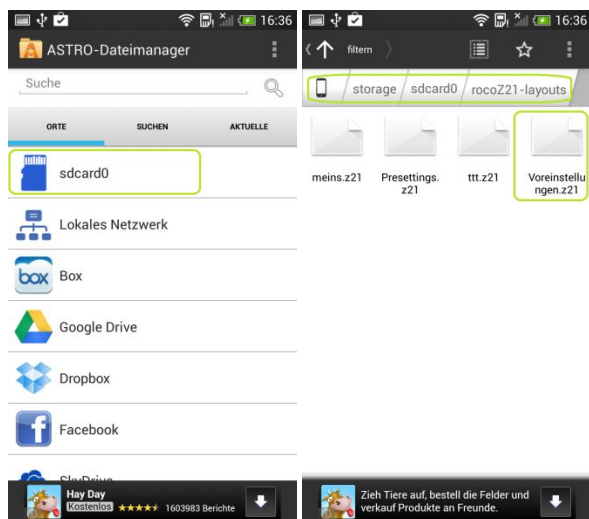 16:36
ASTRO-Dateimanager
Suche
ORTE SUCHEN AKTUELLE
sdcard0
Lokales Netzwerk
box Box
Google Drive
Dropbox
f Facebook
SkyDrive
Hay Day
Kostenlos 1603983 Berichte
16:36
filtern
storage sdcard0 rocoZ21-layouts
meins.z21 Presettings. ttt.z21 Voreinstellu
z21 ngen.z21
Zieh Tiere auf, bestell die Felder und
verkauf Produkte an Freunde.